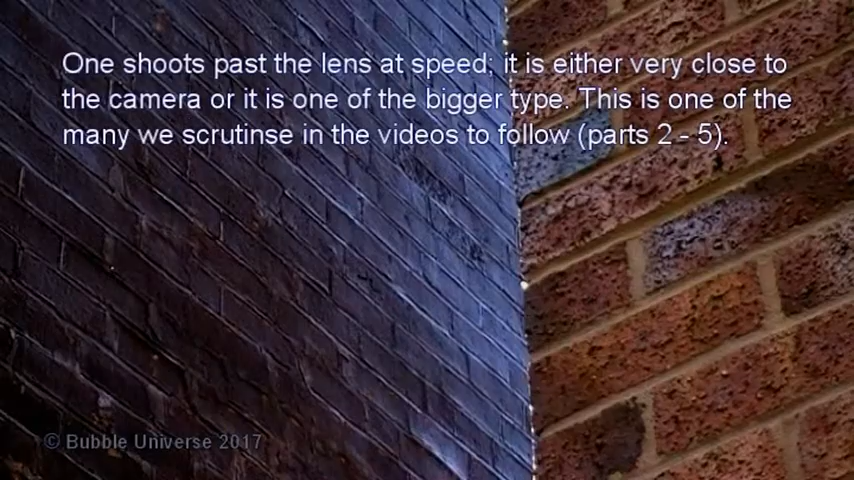 One shoots past the lens at speed; it is either very close to
the camera or it is one of the bigger type. This is one of the
many we scrutinse in the videos to follow (parts 2 - 5).
© Bubble Universe 2017